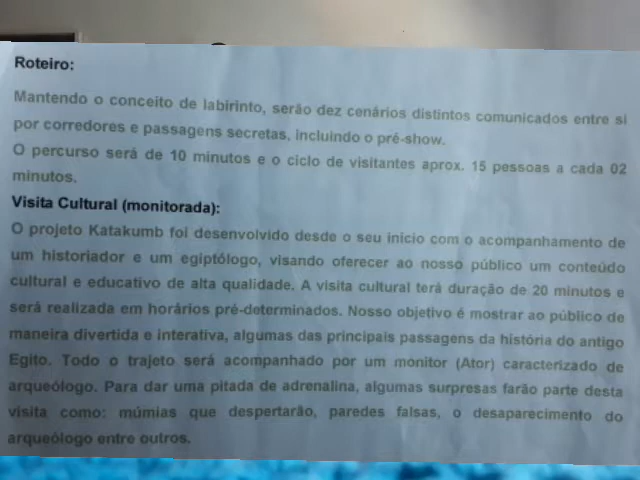 Roteiro:
Mantendo o conceito de labirinto, serão dez cenários distintos comunicados entre si
por corredores e passagens secretas, incluindo o pré-show.
O percurso será de 10 minutos e o ciclo de visitantes aprox. 15 pessoas a cada 02
minutos.
Visita Cultural (monitorada):
O projeto Katakumb foi desenvolvido desde o seu inicio com o acompanhamento de
um historiador e um egiptólogo, visando oferecer ao nosso público um conteúdo
cultural e educativo de alta qualidade. A visita cultural terá duração de 20 minutos e
será realizada em horários pré-determinados. Nosso objetivo é mostrar ao público de
maneira divertida e interativa, algumas das principais passagens da história do antigo
Egito. Todo o trajeto será acompanhado por um monitor (Ator) caracterizado de
arqueólogo. Para dar uma pitada de adrenalina, algumas surpresas farão parte desta
visita como: múmias que despertarão, paredes falsas, o desaparecimento do
arqueólogo entre outros.